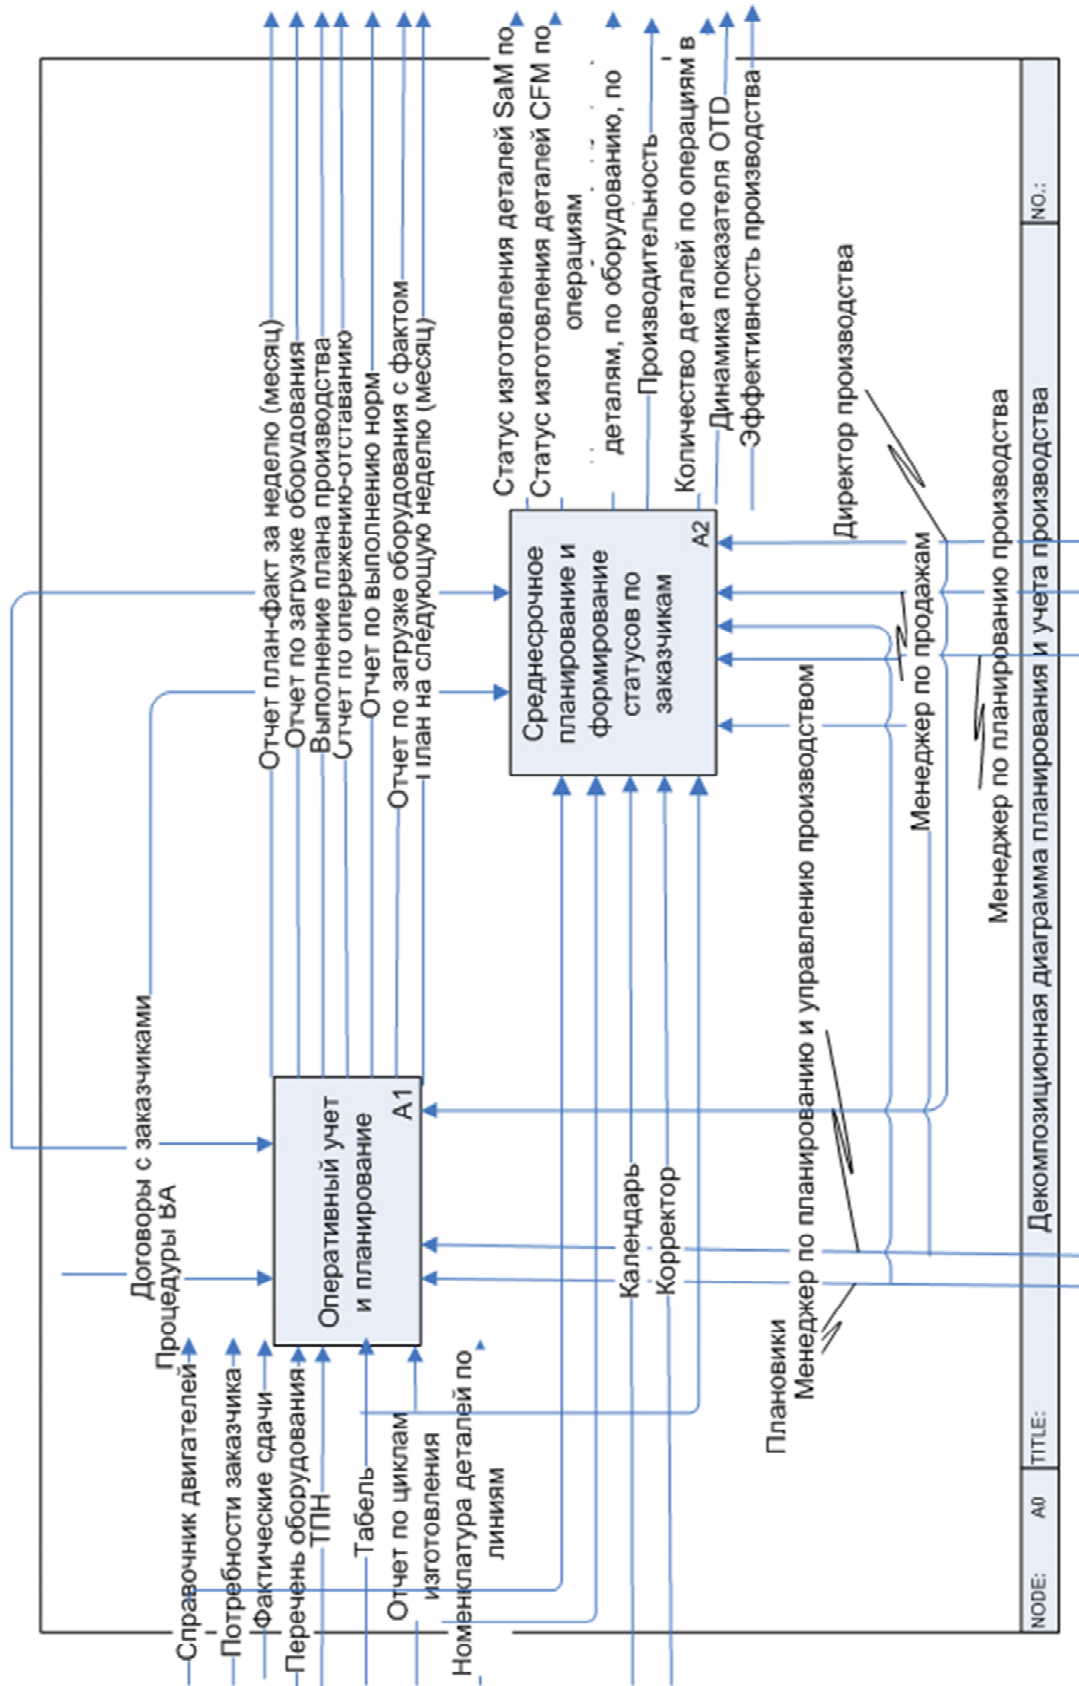 Договоры с заказчиками
Процедуры ВА
Справочник двигателей
Потребности заказчика
Фактические сдачи
Перечень оборудования
ТПН
Табель
Отчет по циклам
изготовления
Номенклатура деталей по
линиям
Календарь
Корректор
Оперативный учет
и планирование
А1
Отчет план-факт за неделю (месяц)
Отчет по загрузке оборудования
Выполнение плана производства
Отчет по опережению-отставанию
Отчет по выполнению норм
Отчет по загрузке оборудования с фактом
План на следующую неделю (месяц)
Среднесрочное
планирование и
формирование
статусов по
заказчикам
А2
Статус изготовления деталей SaM по
Статус изготовления деталей CFM по
операциям
деталям, по оборудованию, по
Производительность
Количество деталей по операциям в
Динамика показателя OTD
Эффективность производства
Плановики
Менеджер по планированию и управлению производством
Менеджер по продажам
Директор производства
Менеджер по планированию производства
NODE: A0
TITLE: Декомпозиционная диаграмма планирования и учета производства
NO.: